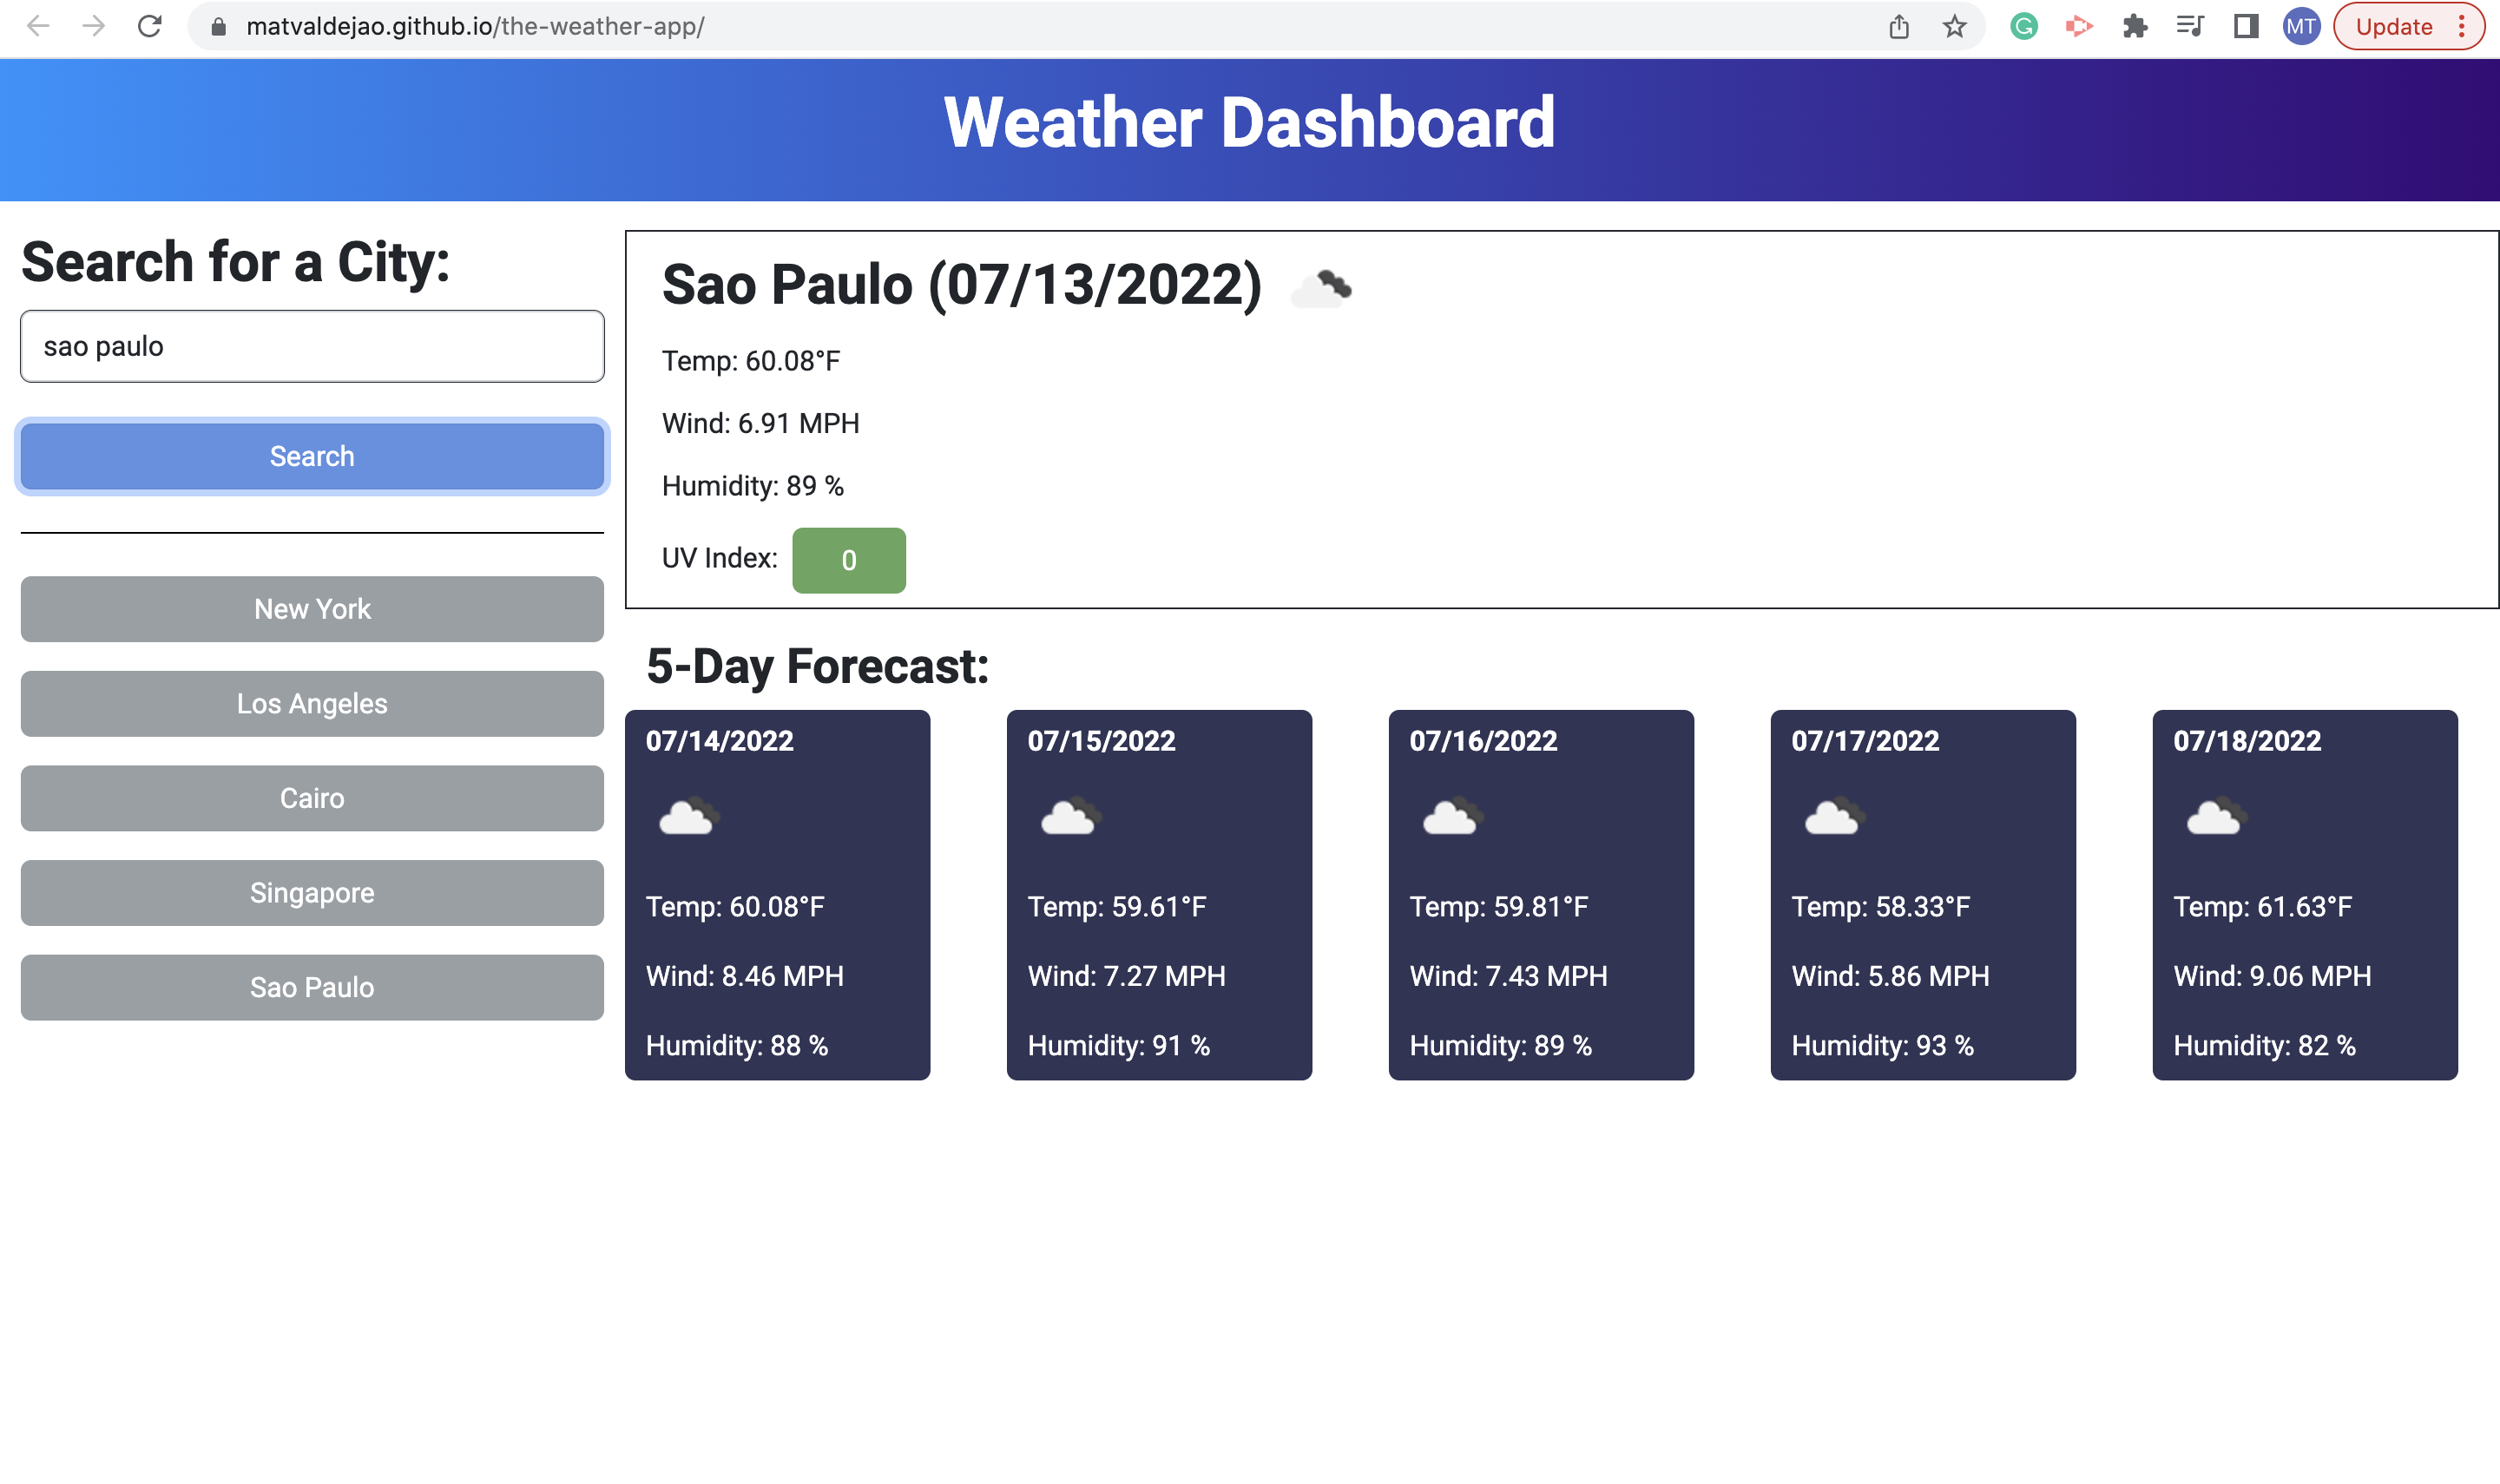 matvaldejao.github.io/the-weather-app/
MT
Update
Weather Dashboard
Search for a City:
sao paulo
Search
New York
Los Angeles
Cairo
Singapore
Sao Paulo
Sao Paulo (07/13/2022)
Temp: 60.08°F
Wind: 6.91 MPH
Humidity: 89 %
UV Index: 0
5-Day Forecast:
07/14/2022
Temp: 60.08°F
Wind: 8.46 MPH
Humidity: 88 %
07/15/2022
Temp: 59.61°F
Wind: 7.27 MPH
Humidity: 91 %
07/16/2022
Temp: 59.81°F
Wind: 7.43 MPH
Humidity: 89 %
07/17/2022
Temp: 58.33°F
Wind: 5.86 MPH
Humidity: 93 %
07/18/2022
Temp: 61.63°F
Wind: 9.06 MPH
Humidity: 82 %